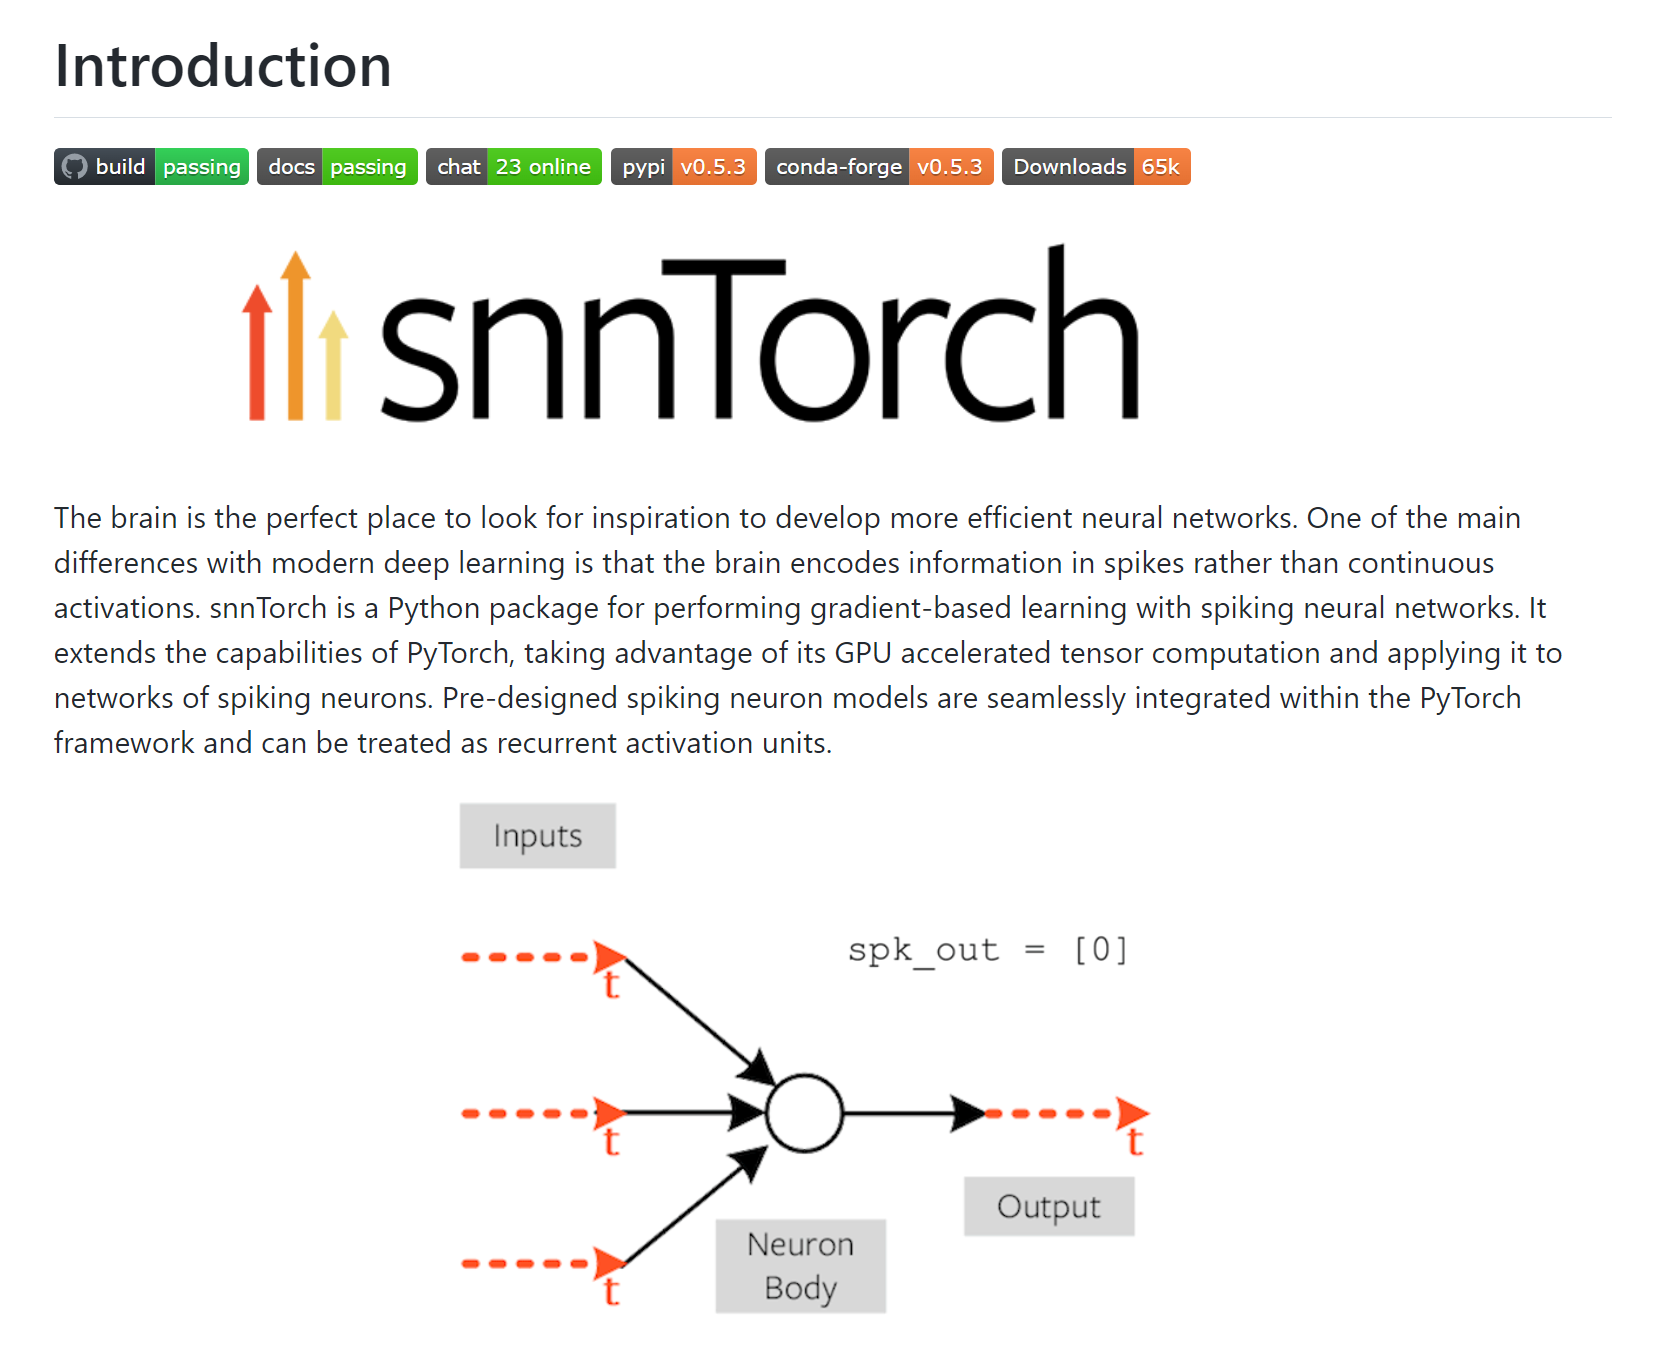 Introduction
build passing docs passing chat 23 online pypi v0.5.3 conda-forge v0.5.3 Downloads 65k
snnTorch
The brain is the perfect place to look for inspiration to develop more efficient neural networks. One of the main
differences with modern deep learning is that the brain encodes information in spikes rather than continuous
activations. snnTorch is a Python package for performing gradient-based learning with spiking neural networks. It
extends the capabilities of PyTorch, taking advantage of its GPU accelerated tensor computation and applying it to
networks of spiking neurons. Pre-designed spiking neuron models are seamlessly integrated within the PyTorch
framework and can be treated as recurrent activation units.
Inputs
spk_out = [0]
t
t
t
t
Output
Neuron
Body
t